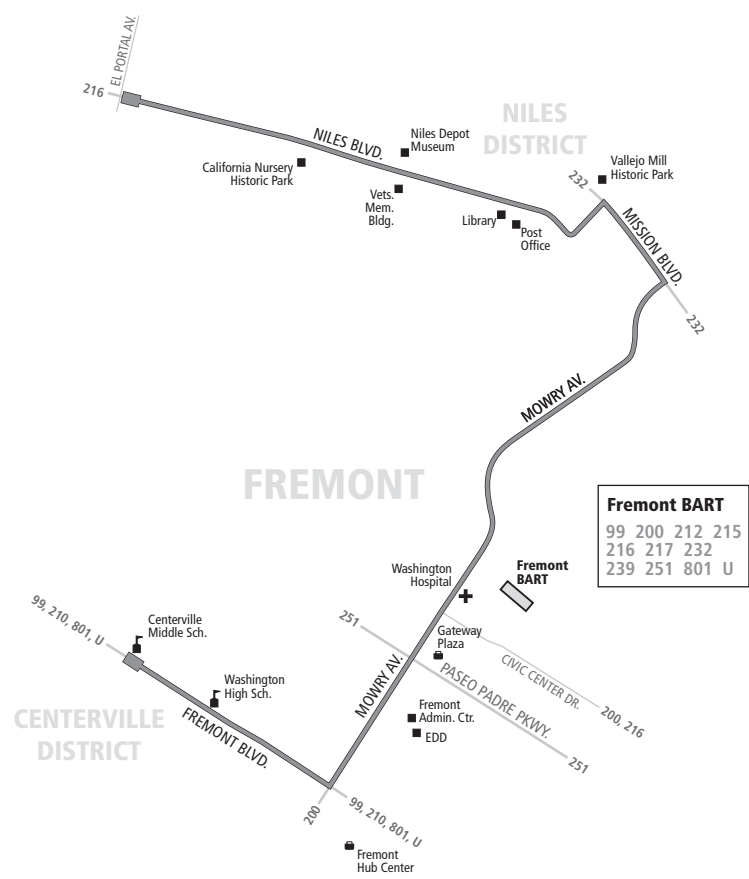 EL PORTAL AV.
216
NILES
DISTRICT
NILES BLVD.
Niles Depot
Museum
California Nursery
Historic Park
Vets.
Mem.
Bldg.
Library
Post
Office
232
Vallejo Mill
Historic Park
MISSION BLVD.
232
MOWRY AV.
FREMONT
Fremont BART
99 200 212 215
216 217 232
239 251 801 U
Washington
Hospital
Fremont
BART
99, 210, 801, U
Centerville
Middle Sch.
251
Gateway
Plaza
CIVIC CENTER DR.
200, 216
Washington
High Sch.
MOWRY AV.
PASEO PADRE PKWY.
251
CENTERVILLE
DISTRICT
FREMONT BLVD.
Fremont
Admin. Ctr.
EDD
200
99, 210, 801, U
Fremont
Hub Center